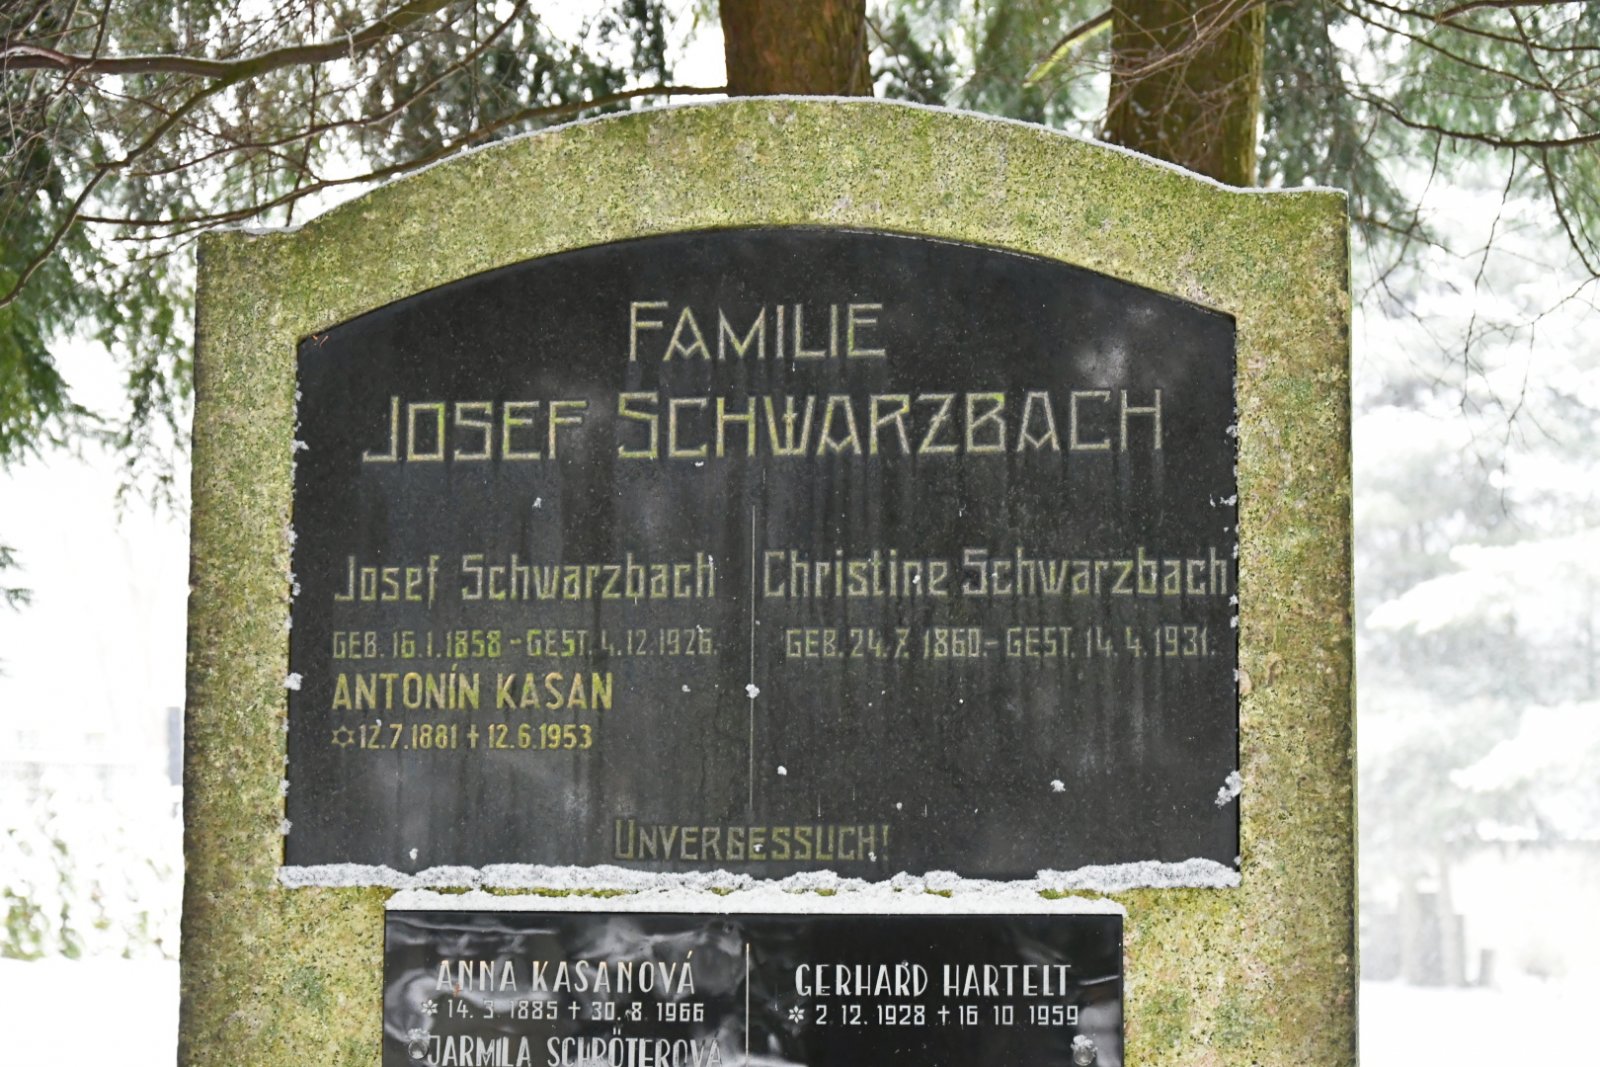 FAMILIE
JOSEF SCHWARZBACH
Josef Schwarzbach
GEB. 16.1.1858 - GEST. 4.12.1926.
ANTONÍN KASAN
✡12.7.1881 † 12.6.1953
Christine Schwarzbach
GEB. 24.7. 1860.- GEST. 14.4.1931.
UNVERGESSLICH!
ANNA KASANOVÁ
* 14. 3. 1885 † 30. 8. 1966
JARMILA SCHRÖTEROVÁ
GERHARD HARTELT
* 2 12. 1928 † 16 10 1959